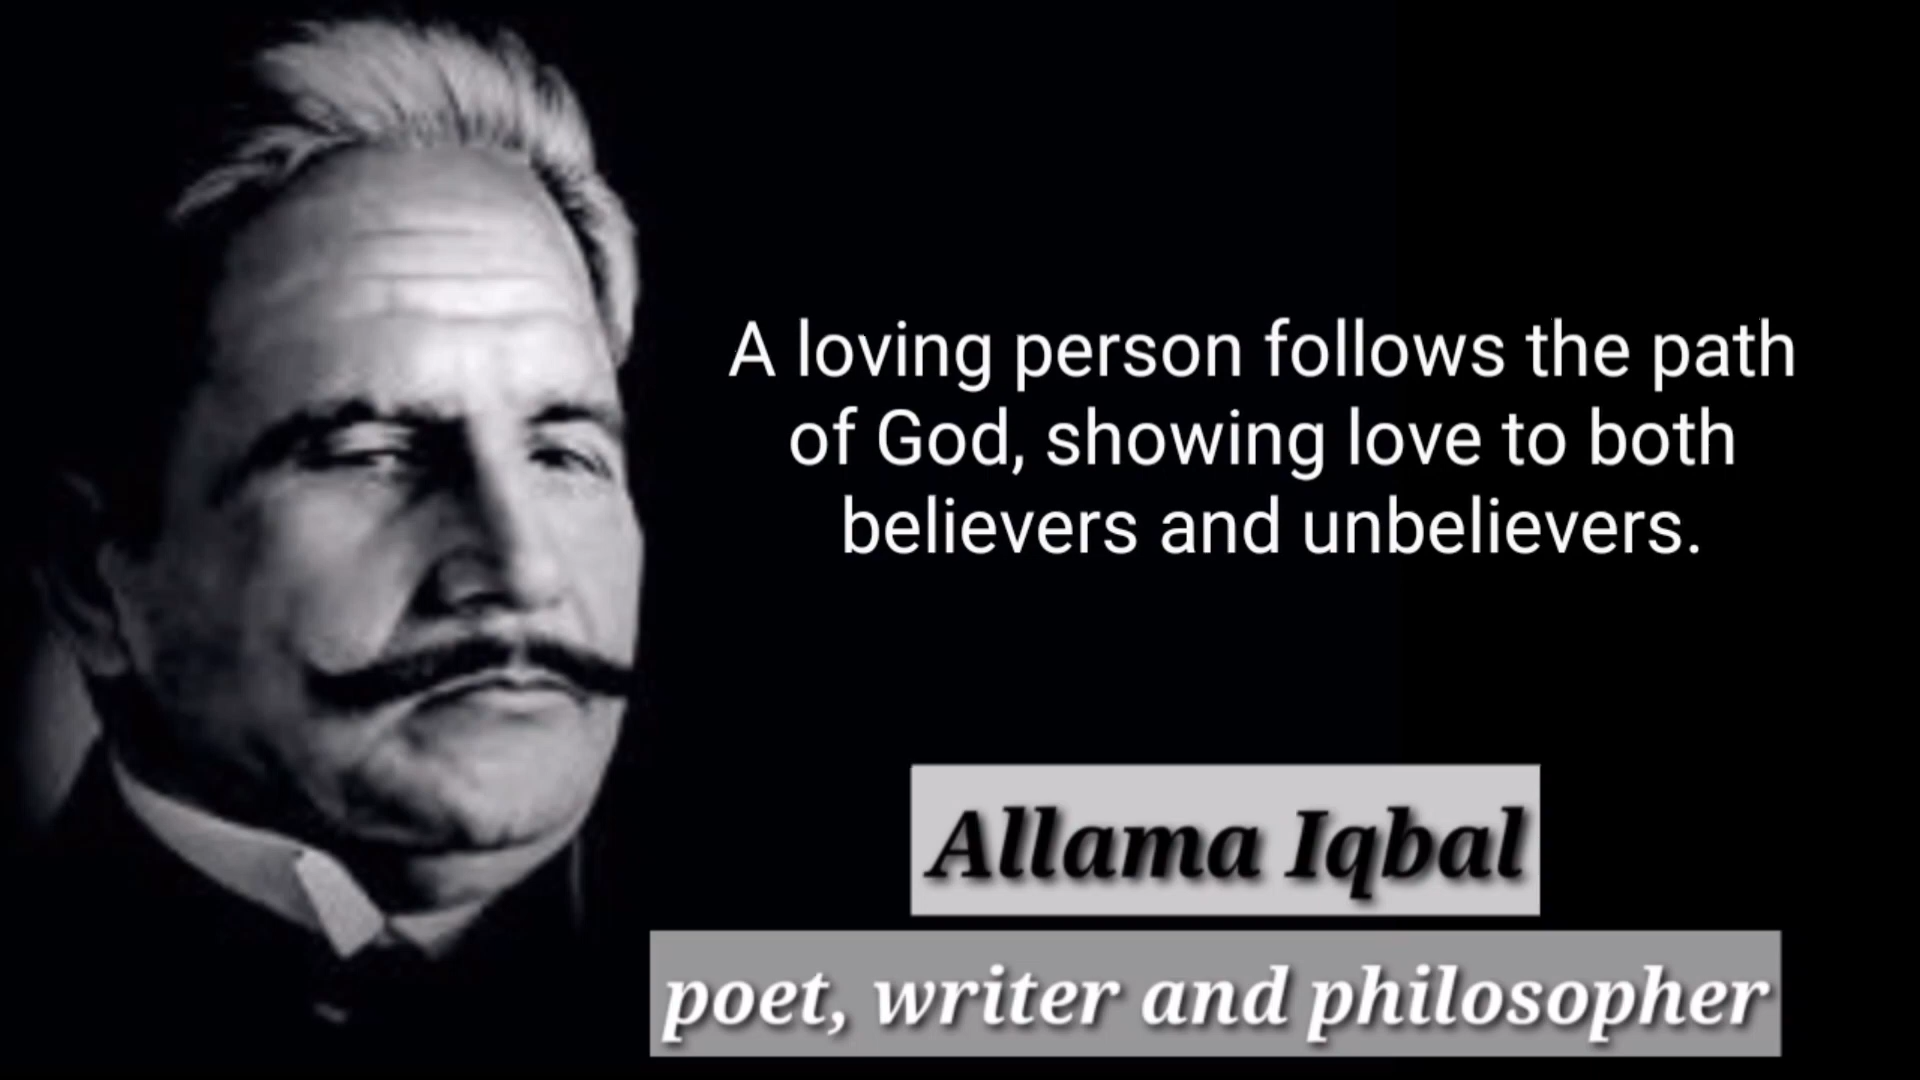 A loving person follows the path
of God, showing love to both
believers and unbelievers.
Allama Iqbal
poet, writer and philosopher